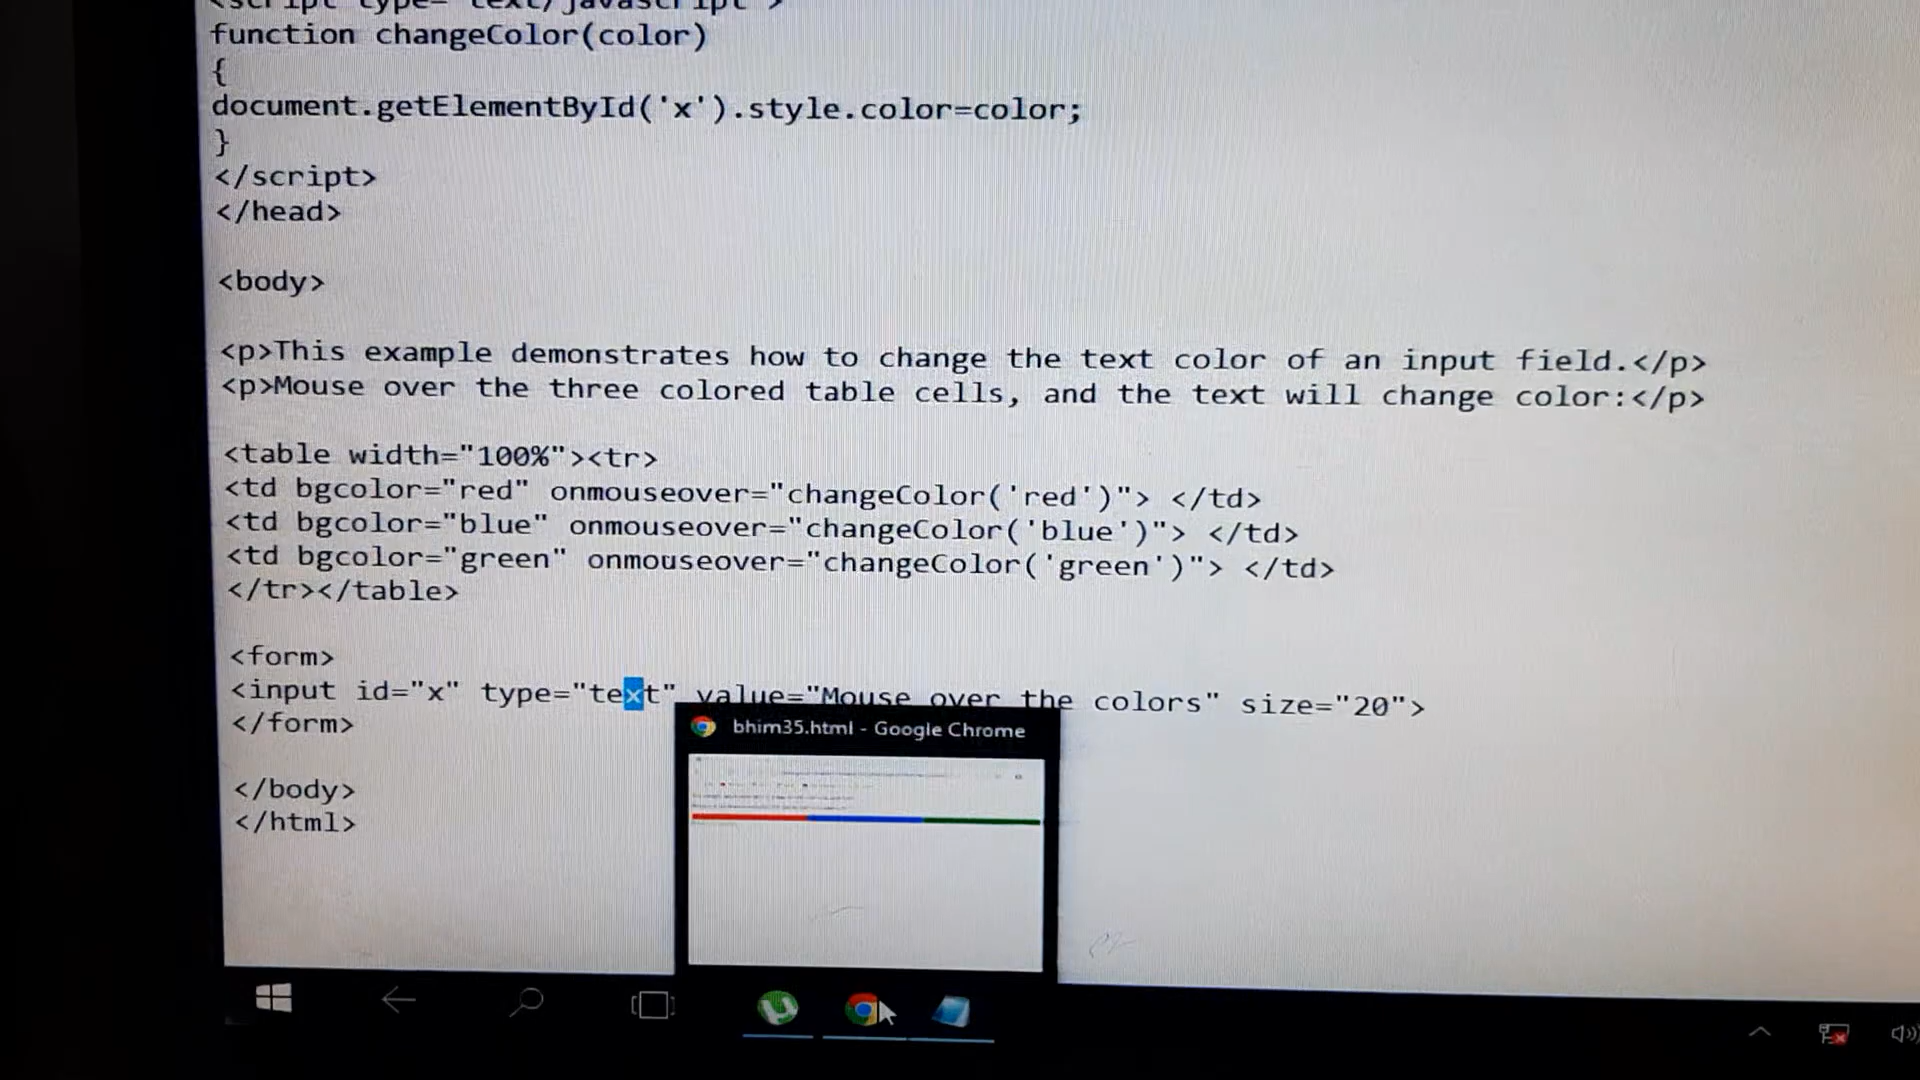 <script type="text/javascript">
function changeColor(color)
{
document.getElementById('x').style.color=color;
}
</script>
</head>
<body>
<p>This example demonstrates how to change the text color of an input field.</p>
<p>Mouse over the three colored table cells, and the text will change color:</p>
<table width="100%"><tr>
<td bgcolor="red" onmouseover="changeColor('red')"> </td>
<td bgcolor="blue" onmouseover="changeColor('blue')"> </td>
<td bgcolor="green" onmouseover="changeColor('green')"> </td>
</tr></table>
<form>
<input id="x" type="text" value="Mouse over the colors" size="20">
</form>
bhim35.html - Google Chrome
</body>
</html>